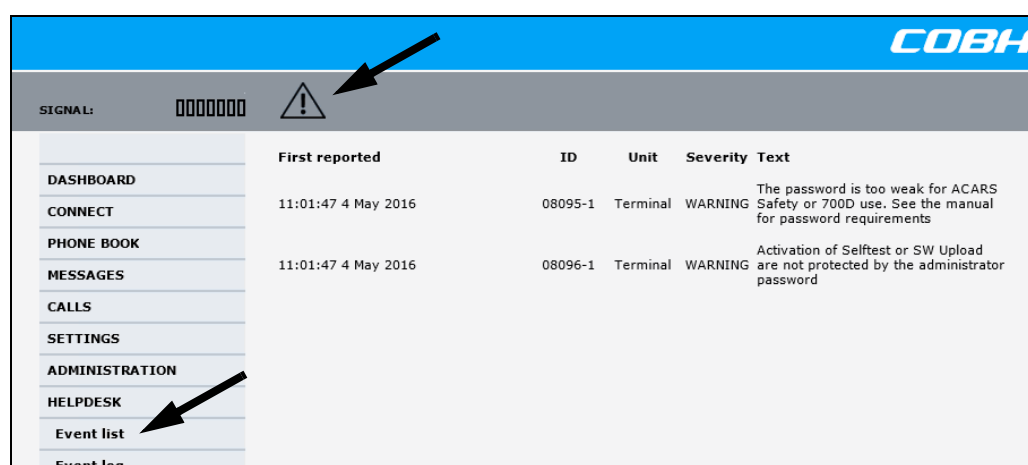 COBH
SIGNAL:
First reported ID Unit Severity Text
DASHBOARD
CONNECT
PHONE BOOK
MESSAGES
CALLS
SETTINGS
ADMINISTRATION
HELPDESK
Event list
Event log
11:01:47 4 May 2016 08095-1 Terminal WARNING The password is too weak for ACARS
Safety or 700D use. See the manual
for password requirements
11:01:47 4 May 2016 08096-1 Terminal WARNING Activation of Selftest or SW Upload
are not protected by the administrator
password